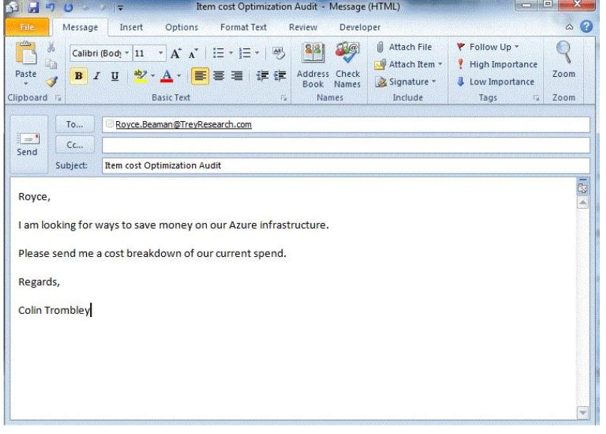 Item cost Optimization Audit - Message (HTML)
File Message Insert Options Format Text Review Developer
Calibri (Body 11 A A
Attach File Follow Up
Paste Address Book Check Names Attach Item High Importance Zoom
B I U A Signature Low Importance
Clipboard Basic Text Names Include Tags Zoom
To... Royce.Beaman@TreyResearch.com
Send Cc...
Subject: Item cost Optimization Audit
Royce,
I am looking for ways to save money on our Azure infrastructure.
Please send me a cost breakdown of our current spend.
Regards,
Colin Trombley